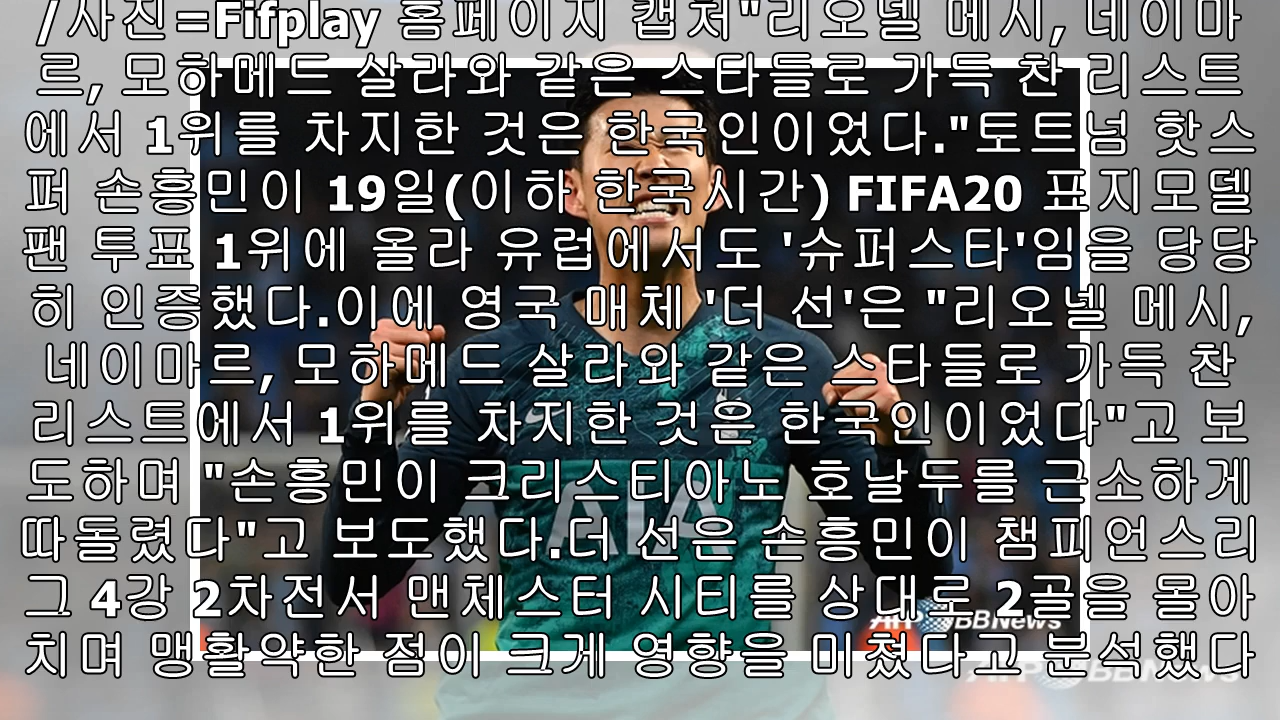 /사진=Fifplay 홈페이지 캡처"리오넬 메시, 네이마
르, 모하메드 살라와 같은 스타들로 가득 찬 리스트
에서 1위를 차지한 것은 한국인이었다."토트넘 핫스
퍼 손흥민이 19일(이하 한국시간) FIFA20 표지모델
팬 투표 1위에 올라 유럽에서도 '슈퍼스타'임을 당당
히 인증했다.이에 영국 매체 '더 선'은 "리오넬 메시,
네이마르, 모하메드 살라와 같은 스타들로 가득 찬
리스트에서 1위를 차지한 것은 한국인이었다"고 보
도하며 "손흥민이 크리스티아노 호날두를 근소하게
따돌렸다"고 보도했다.더 선은 손흥민이 챔피언스리
그 4강 2차전서 맨체스터 시티를 상대로 2골을 몰아
치며 맹활약한 점이 크게 영향을 미쳤다고 분석했다
AIA
AFP BBNews
AFP BBNews